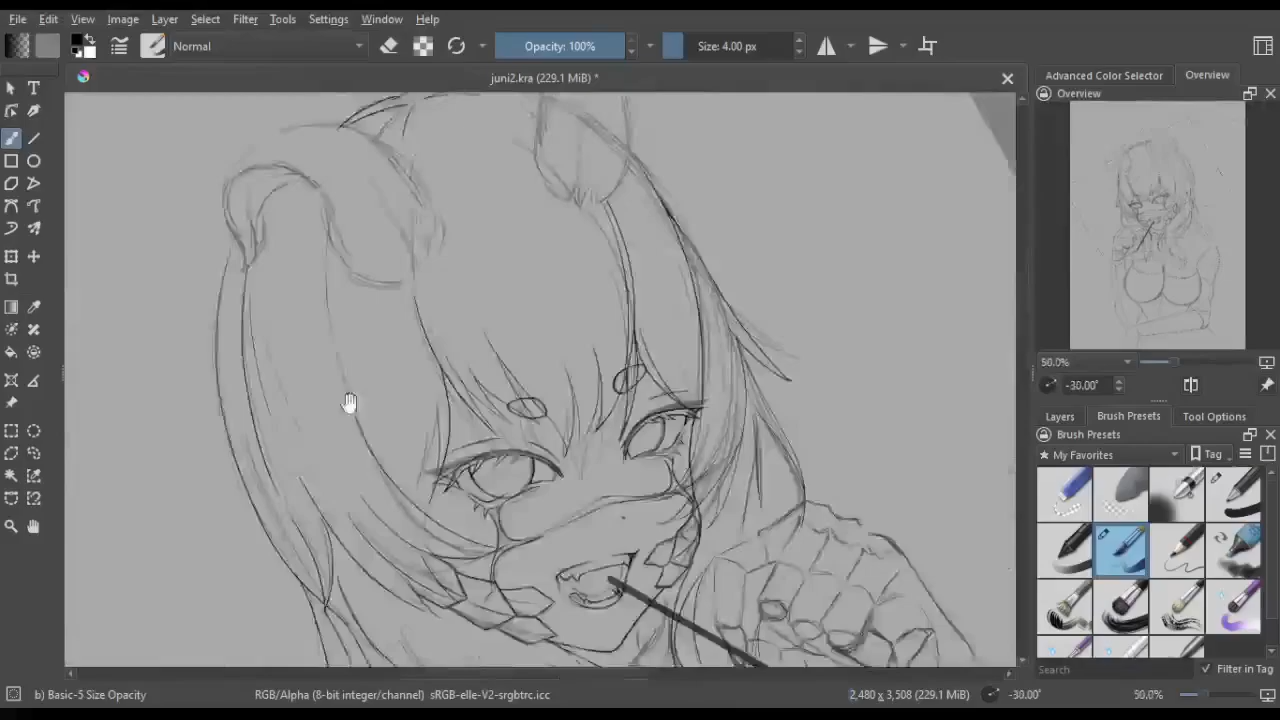 File Edit View Image Layer Select Filter Tools Settings Window Help
Normal Opacity: 100% Size: 4.00 px
juni2.kra (229.1 MiB) *
Advanced Color Selector Overview
Overview
50.0%
-30.00°
Layers Brush Presets Tool Options
Brush Presets
My Favorites Tag
Search Filter in Tag
b) Basic-5 Size Opacity RGB/Alpha (8-bit integer/channel) sRGB-elle-V2-srgbtrc.icc 2,480 x 3,508 (229.1 MiB) -30.00° 50.0%